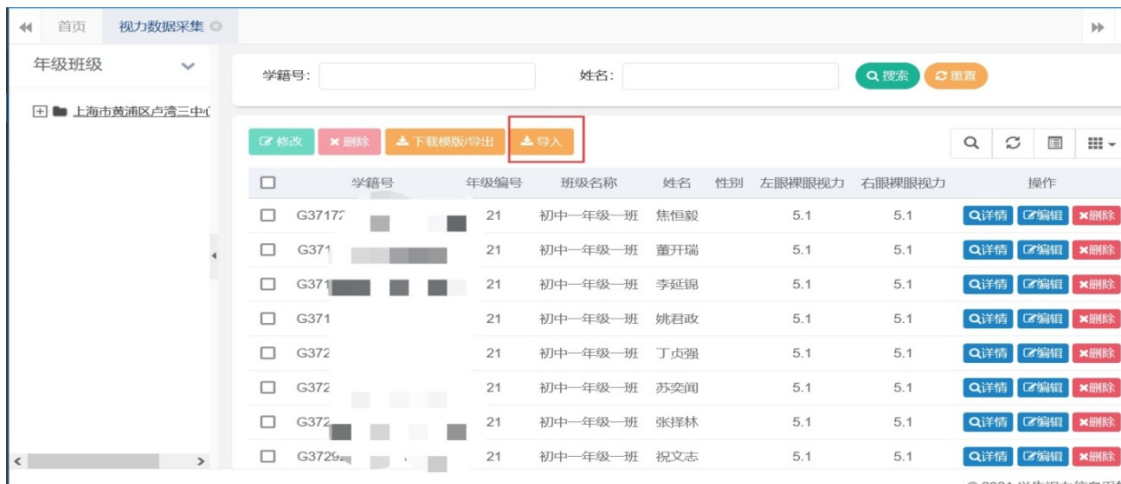 首页 视力数据采集
年级班级
上海市黄浦区卢湾三中心
学籍号: 姓名: 搜索 重置
修改 删除 下载模版/导出 导入
学籍号 年级编号 班级名称 姓名 性别 左眼裸眼视力 右眼裸眼视力 操作
G3717 21 初中一年级一班 焦恒毅 5.1 5.1 详情 编辑 删除
G371 21 初中一年级一班 董开瑞 5.1 5.1 详情 编辑 删除
G371 21 初中一年级一班 李延锦 5.1 5.1 详情 编辑 删除
G371 21 初中一年级一班 姚君政 5.1 5.1 详情 编辑 删除
G372 21 初中一年级一班 丁贞强 5.1 5.1 详情 编辑 删除
G372 21 初中一年级一班 苏奕闻 5.1 5.1 详情 编辑 删除
G372 21 初中一年级一班 张择林 5.1 5.1 详情 编辑 删除
G3729 21 初中一年级一班 祝文志 5.1 5.1 详情 编辑 删除